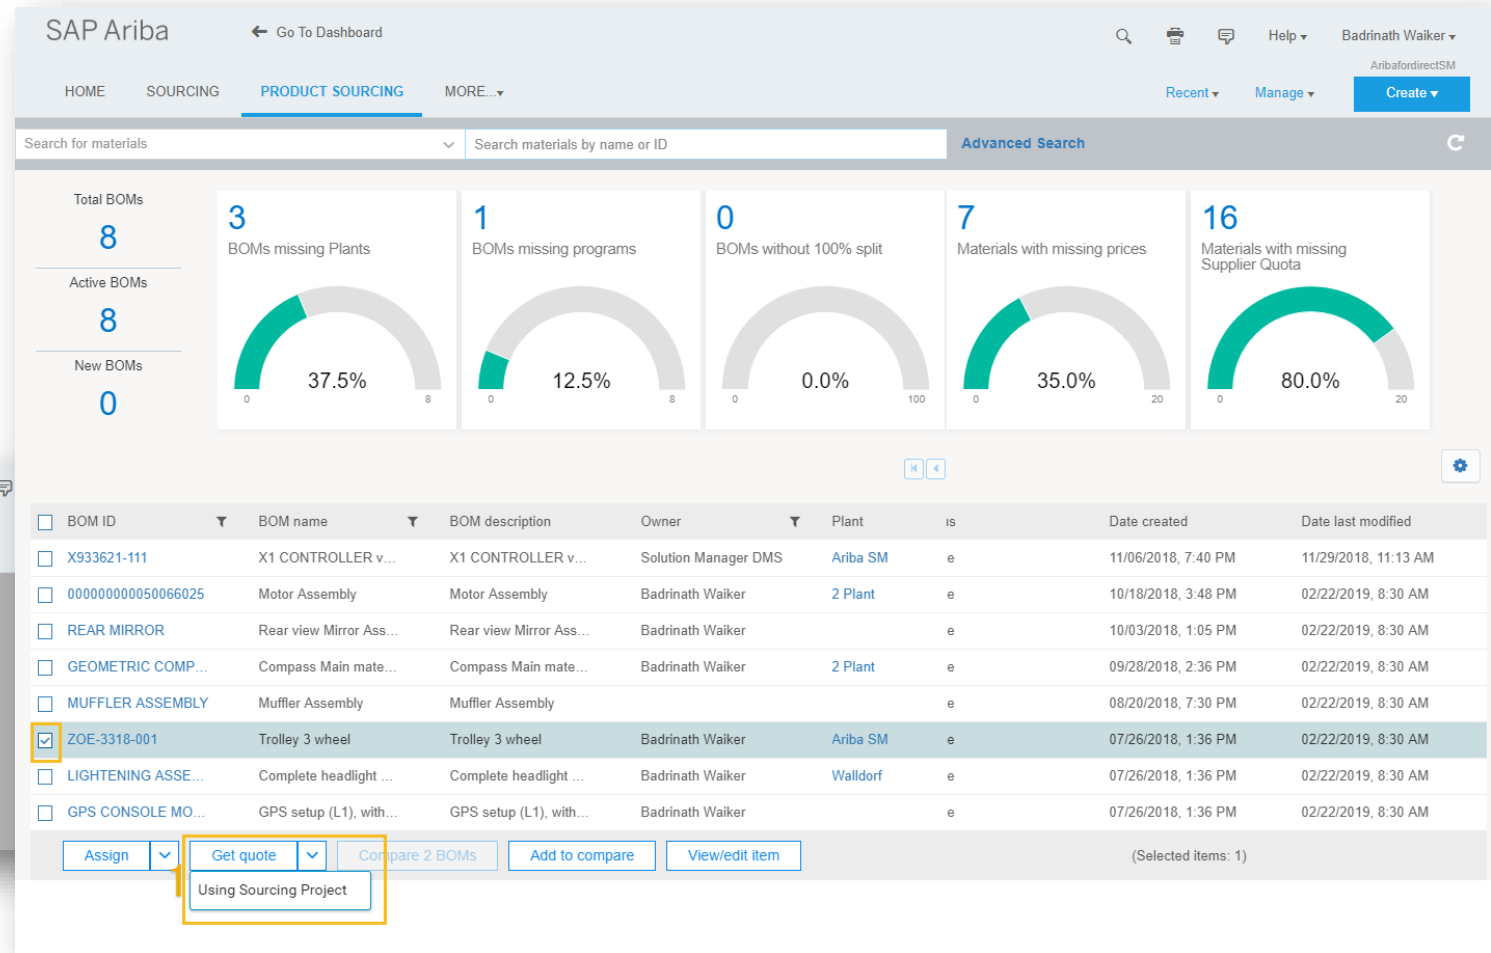 SAP Ariba
Go To Dashboard
Help
Badrinath Waiker
AribafordirectSM
HOME SOURCING PRODUCT SOURCING MORE...
Recent Manage Create
Search for materials
Search materials by name or ID
Advanced Search
Total BOMs
8
Active BOMs
8
New BOMs
0
3
BOMs missing Plants
37.5%
0 8
1
BOMs missing programs
12.5%
0 8
0
BOMs without 100% split
0.0%
0 100
7
Materials with missing prices
35.0%
0 20
16
Materials with missing
Supplier Quota
80.0%
0 20
BOM ID BOM name BOM description Owner Plant ıs Date created Date last modified
X933621-111 X1 CONTROLLER v... X1 CONTROLLER v... Solution Manager DMS Ariba SM e 11/06/2018, 7:40 PM 11/29/2018, 11:13 AM
000000000050066025 Motor Assembly Motor Assembly Badrinath Waiker 2 Plant e 10/18/2018, 3:48 PM 02/22/2019, 8:30 AM
REAR MIRROR Rear view Mirror Ass... Rear view Mirror Ass... Badrinath Waiker e 10/03/2018, 1:05 PM 02/22/2019, 8:30 AM
GEOMETRIC COMP... Compass Main mate... Compass Main mate... Badrinath Waiker 2 Plant e 09/28/2018, 2:36 PM 02/22/2019, 8:30 AM
MUFFLER ASSEMBLY Muffler Assembly Muffler Assembly e 08/20/2018, 7:30 PM 02/22/2019, 8:30 AM
ZOE-3318-001 Trolley 3 wheel Trolley 3 wheel Badrinath Waiker Ariba SM e 07/26/2018, 1:36 PM 02/22/2019, 8:30 AM
LIGHTENING ASSE... Complete headlight ... Complete headlight ... Badrinath Waiker Walldorf e 07/26/2018, 1:36 PM 02/22/2019, 8:30 AM
GPS CONSOLE MO... GPS setup (L1), with... GPS setup (L1), with... Badrinath Waiker e 07/26/2018, 1:36 PM 02/22/2019, 8:30 AM
Assign Get quote Compare 2 BOMs Add to compare View/edit item (Selected items: 1)
1
Using Sourcing Project